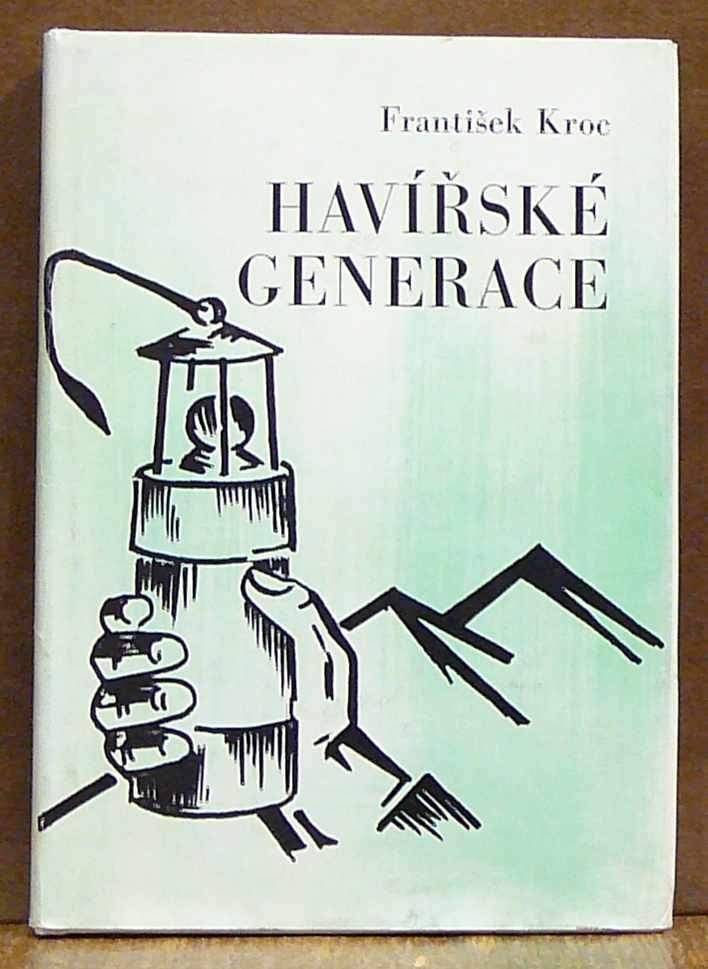 František Kroc
HAVÍŘSKÉ
GENERACE